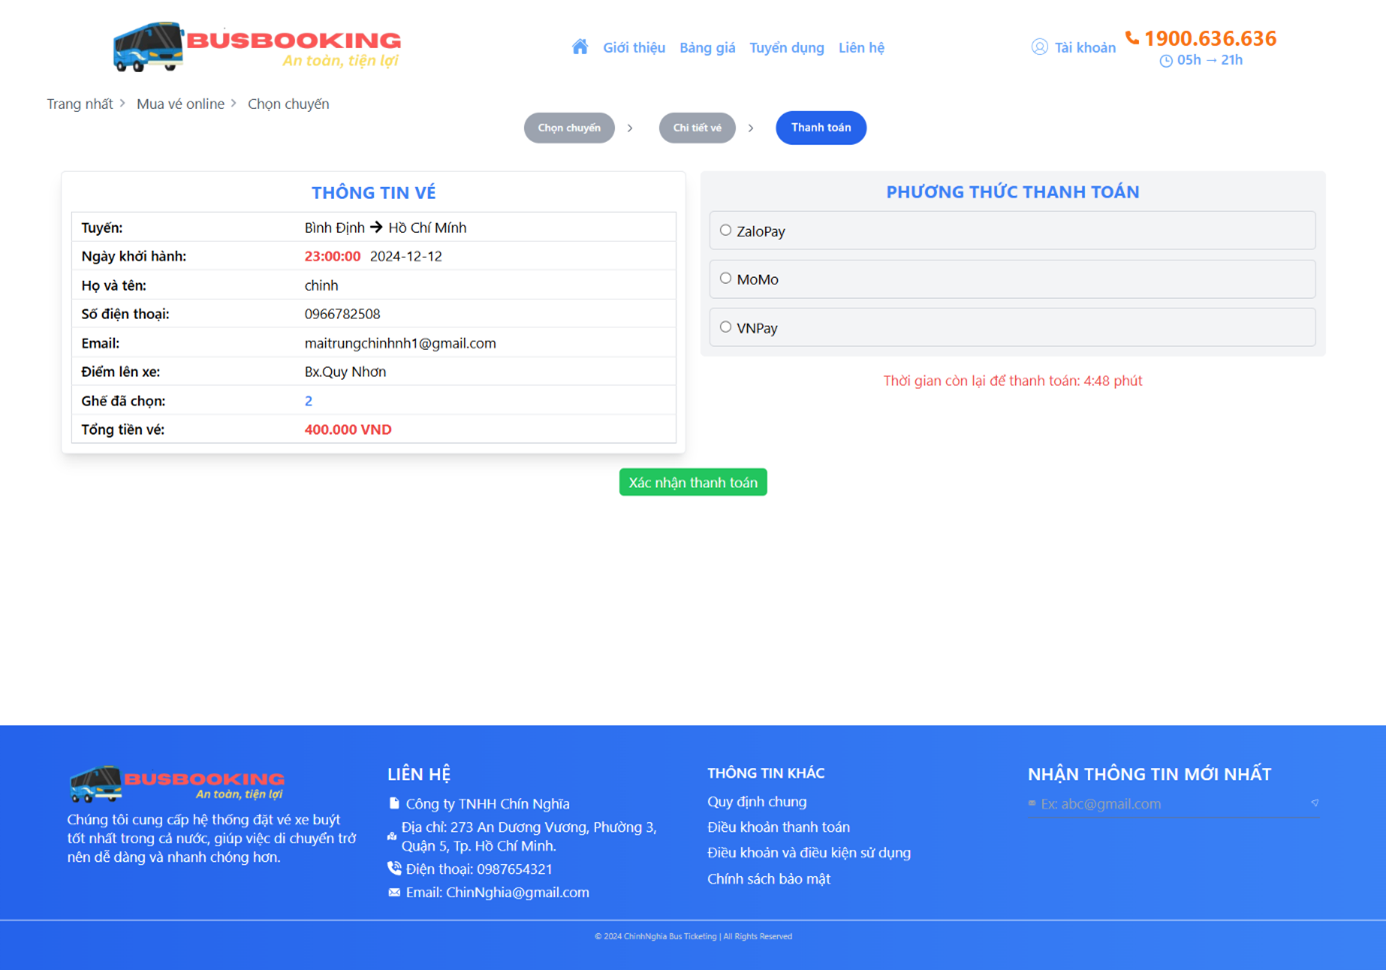 BUSBOOKING
An toàn, tiện lợi
Giới thiệu Bảng giá Tuyển dụng Liên hệ
Tài khoản
1900.636.636
05h → 21h
Trang nhất > Mua vé online > Chọn chuyến
Chọn chuyến > Chi tiết vé > Thanh toán
THÔNG TIN VÉ
Tuyến: Bình Định → Hồ Chí Mính
Ngày khởi hành: 23:00:00 2024-12-12
Họ và tên: chinh
Số điện thoại: 0966782508
Email: maitrungchinhnh1@gmail.com
Điểm lên xe: Bx.Quy Nhơn
Ghế đã chọn: 2
Tổng tiền vé: 400.000 VND
PHƯƠNG THỨC THANH TOÁN
ZaloPay
MoMo
VNPay
Thời gian còn lại để thanh toán: 4:48 phút
Xác nhận thanh toán
BUSBOOKING
An toàn, tiện lợi
Chúng tôi cung cấp hệ thống đặt vé xe buýt
tốt nhất trong cả nước, giúp việc di chuyển trở
nên dễ dàng và nhanh chóng hơn.
LIÊN HỆ
Công ty TNHH Chín Nghĩa
Địa chỉ: 273 An Dương Vương, Phường 3,
Quận 5, Tp. Hồ Chí Minh.
Điện thoại: 0987654321
Email: ChinNghia@gmail.com
THÔNG TIN KHÁC
Quy định chung
Điều khoản thanh toán
Điều khoản và điều kiện sử dụng
Chính sách bảo mật
NHẬN THÔNG TIN MỚI NHẤT
Ex: abc@gmail.com
© 2024 ChinhNghia Bus Ticketing | All Rights Reserved